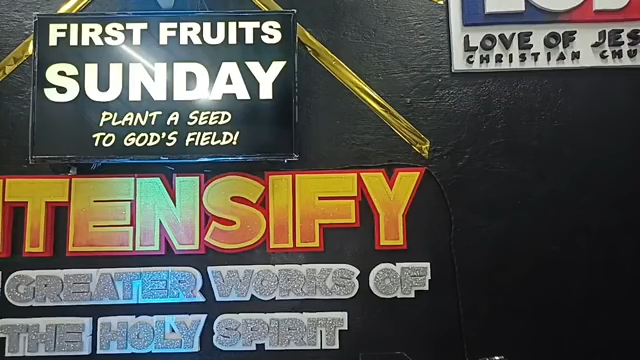 FIRST FRUITS
SUNDAY
PLANT A SEED
TO GOD'S FIELD!
LOVE OF JES
CHRISTIAN CHU
NTENSIFY
GREATER WORKS OF
THE HOLY SPIRIT